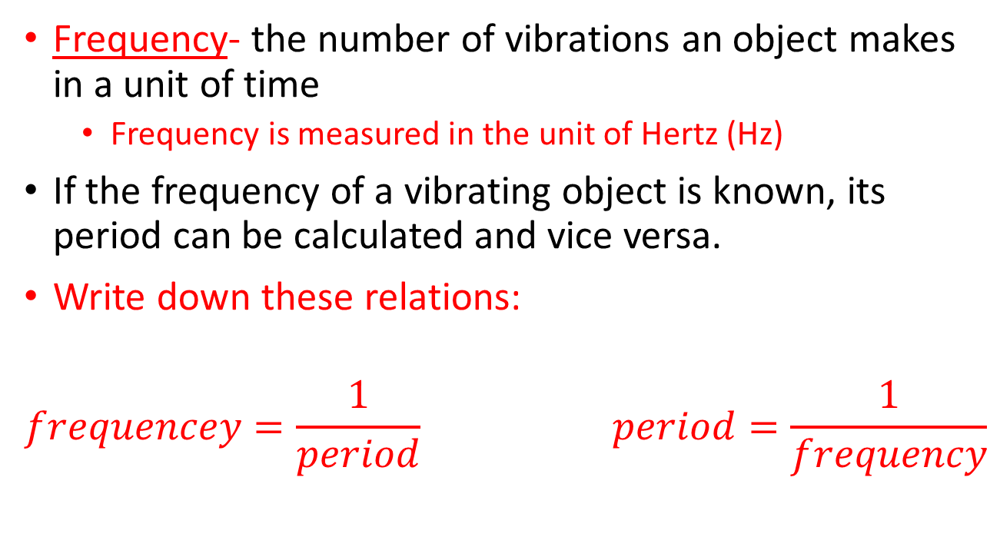 • Frequency- the number of vibrations an object makes
in a unit of time
• Frequency is measured in the unit of Hertz (Hz)
• If the frequency of a vibrating object is known, its
period can be calculated and vice versa.
• Write down these relations:
frequencey = 1/period
period = 1/frequency